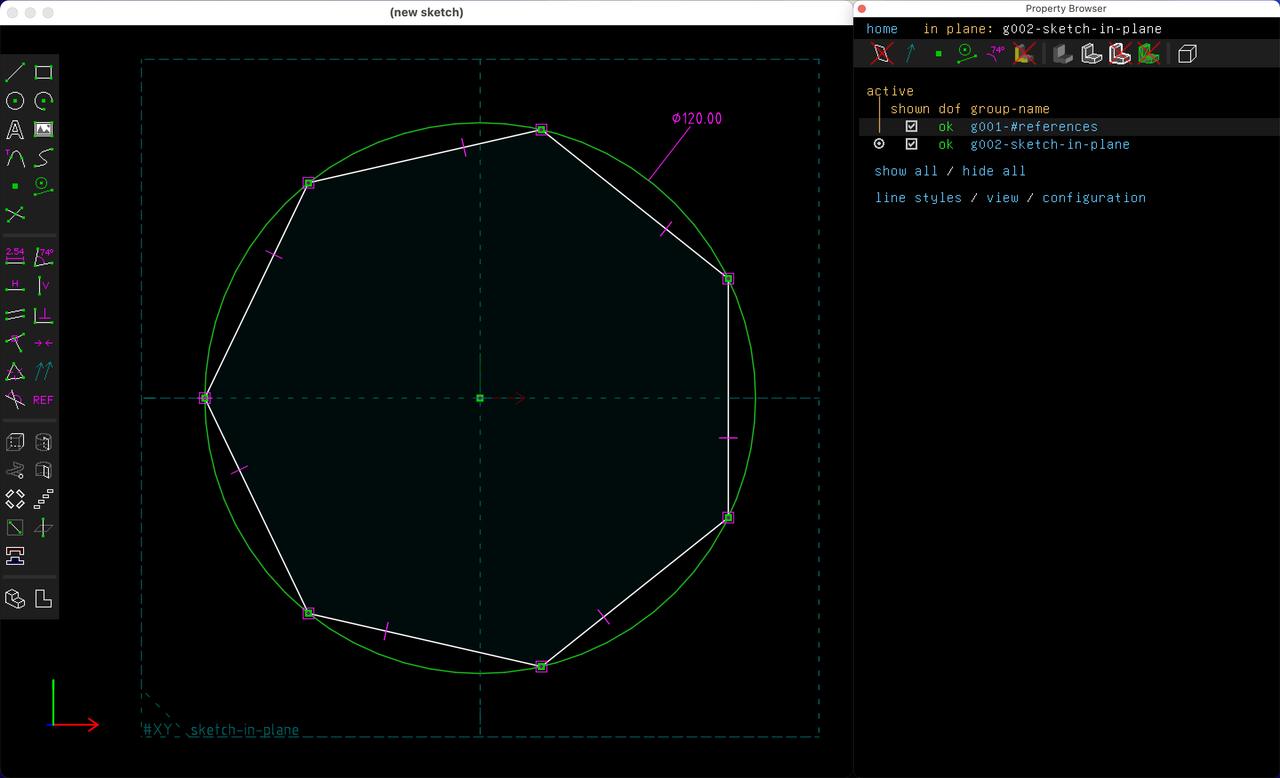 (new sketch)
Property Browser
home in plane: g002-sketch-in-plane
74°
active
shown dof group-name
ok g001-#references
ok g002-sketch-in-plane
show all / hide all
line styles / view / configuration
⌀120.00
A
T
2.54 74°
H V
REF
#XY sketch-in-plane